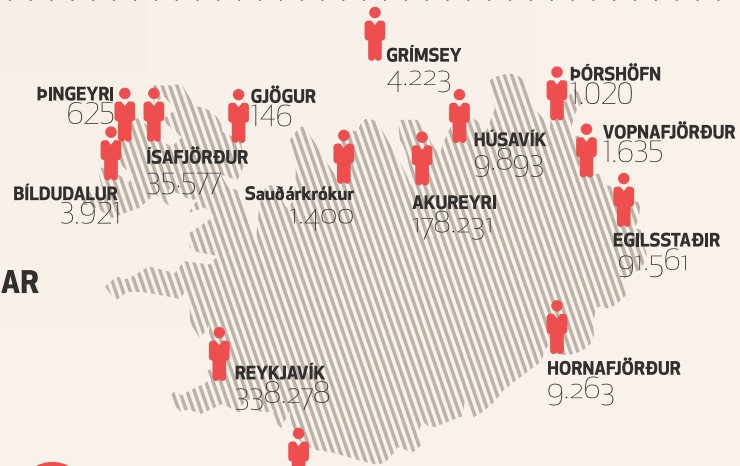 GRÍMSEY
4.223
ÞÓRSHÖFN
1.020
ÞINGEYRI
625
GJÖGUR
146
VOPNAFJÖRÐUR
1.635
HÚSAVÍK
9.893
ÍSAFJÖRÐUR
35.577
BÍLDUDALUR
3.921
Sauðárkrókur
1.400
AKUREYRI
178.231
EGILSSTAÐIR
91.561
AR
HORNAFJÖRÐUR
9.263
REYKJAVÍK
338.278